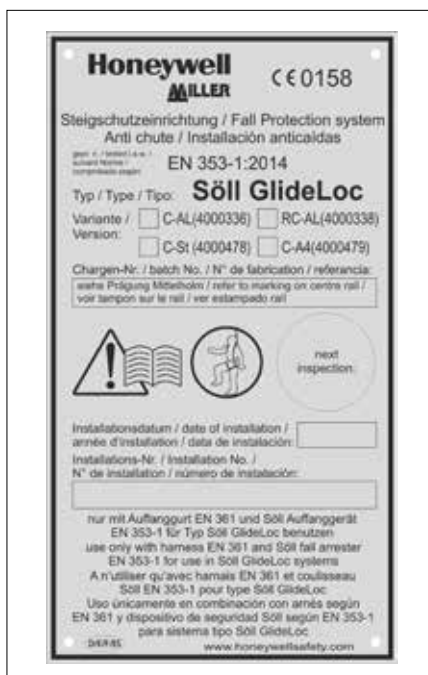 Honeywell
MILLER
CE 0158
Steigschutzeinrichtung / Fall Protection system
Anti chute / Installación anticaídas
gepr. n. / tested i.a.w. /
suivant Norme /
comprobado según:
EN 353-1:2014
Typ / Type / Tipo: Söll GlideLoc
Variante /
Version:
C-AL(4000336) RC-AL(4000338)
C-St (4000478) C-A4(4000479)
Chargen-Nr. / batch No. / N° de fabrication / referancia:
siehe Prägung Mittelholm / refer to marking on centre rail /
voir tampon sur le rail / ver estampado rail
next
inspection:
Installationsdatum / date of installation /
année d'installation / data de instalación:
Installations-Nr. / Installation No. /
N° de installation / número de instalación:
nur mit Auffanggurt EN 361 und Söll Auffanggerät
EN 353-1 für Typ Söll GlideLoc benutzen
use only with harness EN 361 and Söll fall arrester
EN 353-1 for use in Söll GlideLoc systems
A n'utiliser qu'avec harnais EN 361 et coulisseau
Söll EN 353-1 pour type Söll GlideLoc
Uso únicamente en combinación con arnés según
EN 361 y dispositivo de seguridad Söll según EN 353-1
para sistema tipo Söll GlideLoc
www.honeywellsafety.com